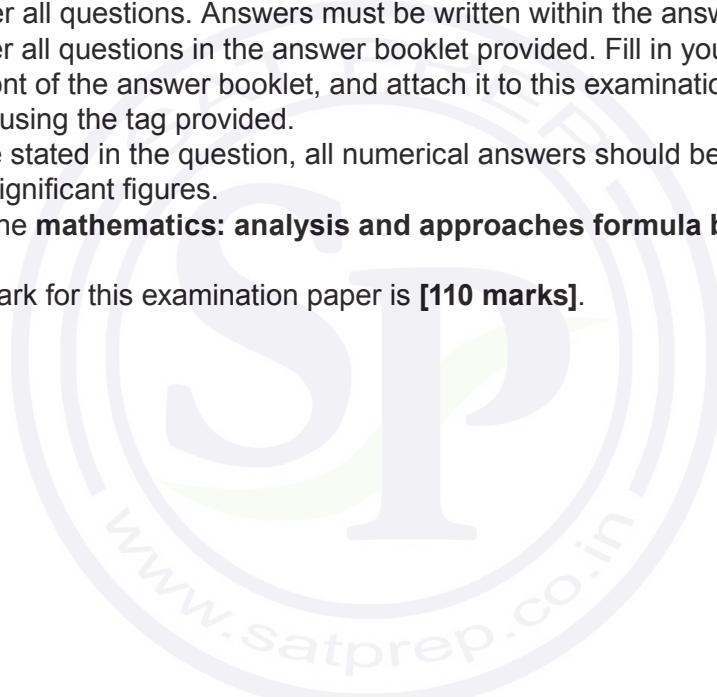 er all questions. Answers must be written within the answ
er all questions in the answer booklet provided. Fill in you
ont of the answer booklet, and attach it to this examinatio
using the tag provided.
e stated in the question, all numerical answers should be
ignificant figures.
he mathematics: analysis and approaches formula b
ark for this examination paper is [110 marks].
SAT PREP
SP
www.satprep.co.in